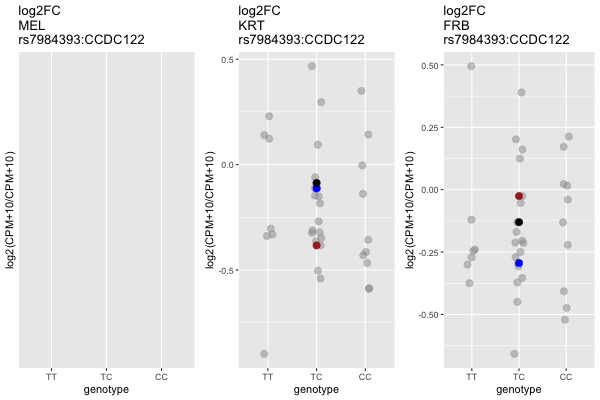 log2FC
MEL
rs7984393:CCDC122
log2(CPM+10/CPM+10)
TT TC CC
genotype
log2FC
KRT
rs7984393:CCDC122
log2(CPM+10/CPM+10)
0.5
0.0
-0.5
TT TC CC
genotype
log2FC
FRB
rs7984393:CCDC122
log2(CPM+10/CPM+10)
0.50
0.25
0.00
-0.25
-0.50
TT TC CC
genotype